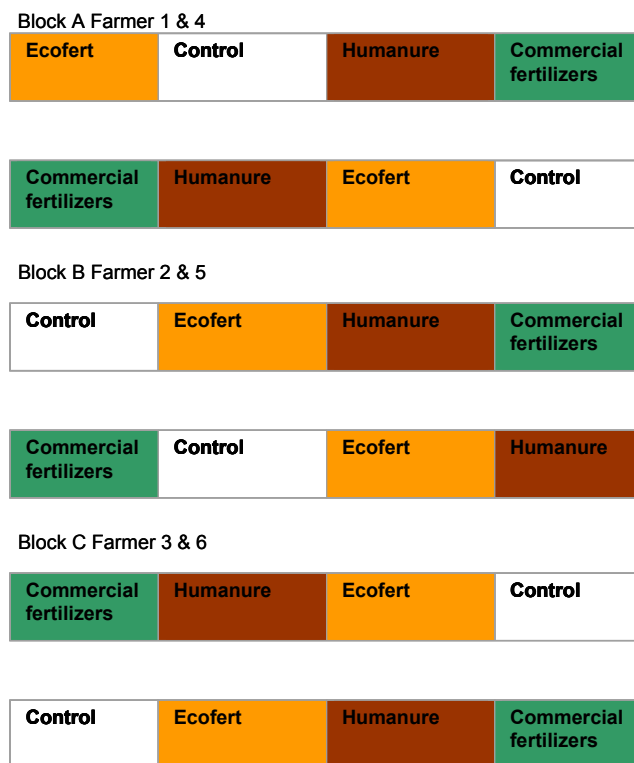 Block A Farmer 1 & 4
Ecofert Control Humanure Commercial
fertilizers
Commercial Humanure Ecofert Control
fertilizers
Block B Farmer 2 & 5
Control Ecofert Humanure Commercial
fertilizers
Commercial Control Ecofert Humanure
fertilizers
Block C Farmer 3 & 6
Commercial Humanure Ecofert Control
fertilizers
Control Ecofert Humanure Commercial
fertilizers